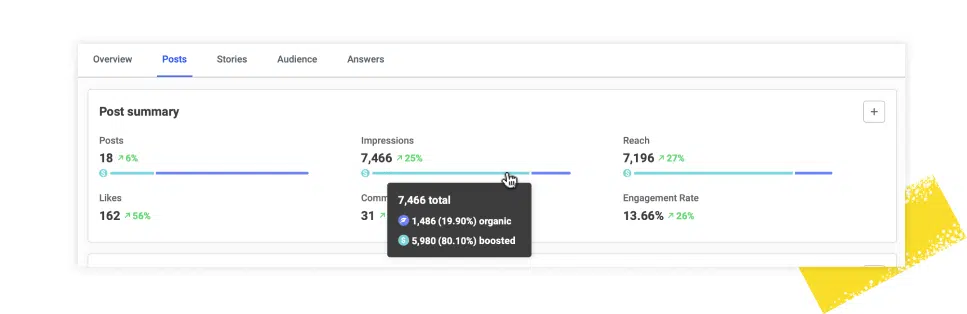 Overview Posts Stories Audience Answers
Post summary
+
Posts Impressions Reach
18 ↗ 6% 7,466 ↗ 25% 7,196 ↗ 27%
Likes Engagement Rate
162 ↗ 56% 31 ↗ 13.66% ↗ 26%
7,466 total
1,486 (19.90%) organic
5,980 (80.10%) boosted